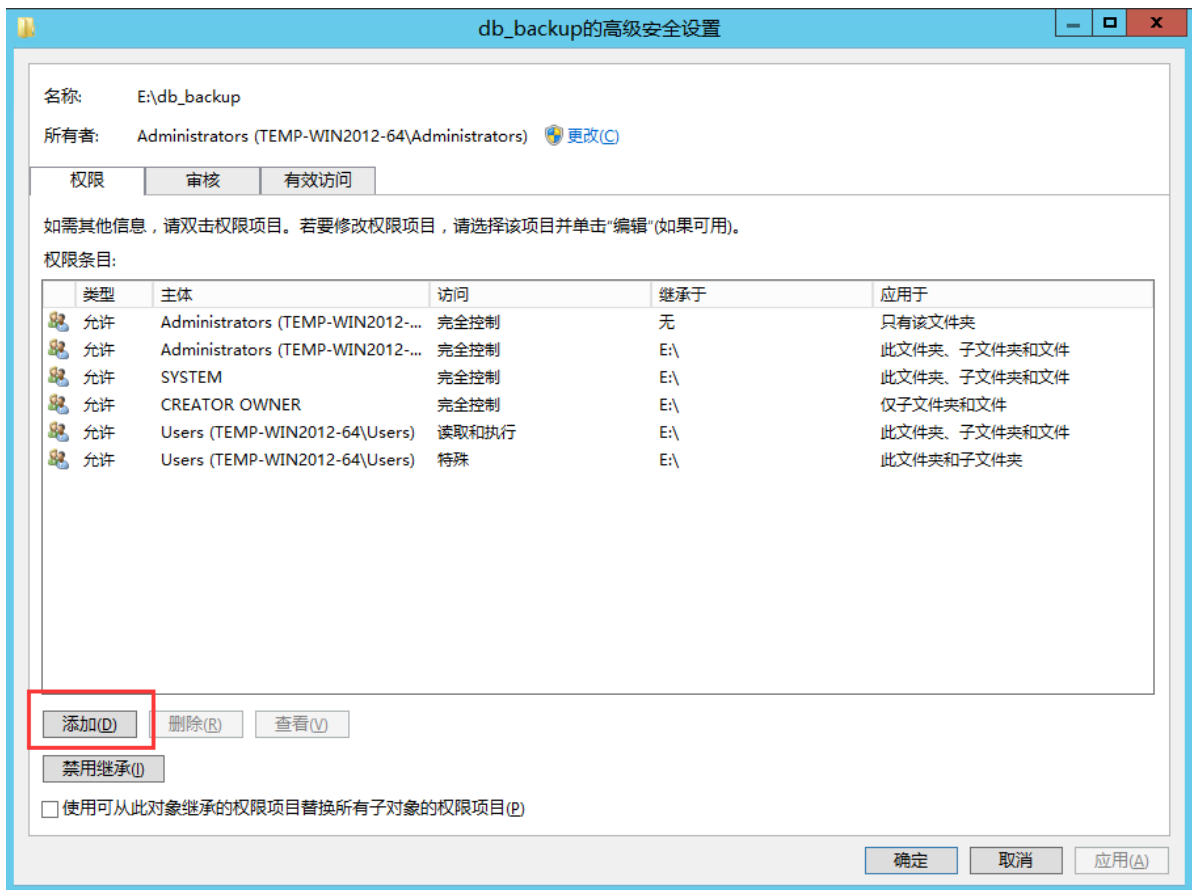 db_backup的高级安全设置
名称: E:\db_backup
所有者: Administrators (TEMP-WIN2012-64\Administrators) 更改(C)
权限 审核 有效访问
如需其他信息，请双击权限项目。若要修改权限项目，请选择该项目并单击“编辑”(如果可用)。
权限条目:
类型 主体 访问 继承于 应用于
允许 Administrators (TEMP-WIN2012-... 完全控制 无 只有该文件夹
允许 Administrators (TEMP-WIN2012-... 完全控制 E:\ 此文件夹、子文件夹和文件
允许 SYSTEM 完全控制 E:\ 此文件夹、子文件夹和文件
允许 CREATOR OWNER 完全控制 E:\ 仅子文件夹和文件
允许 Users (TEMP-WIN2012-64\Users) 读取和执行 E:\ 此文件夹、子文件夹和文件
允许 Users (TEMP-WIN2012-64\Users) 特殊 E:\ 此文件夹和子文件夹
添加(D) 删除(R) 查看(V)
禁用继承(I)
使用可从此对象继承的权限项目替换所有子对象的权限项目(P)
确定 取消 应用(A)